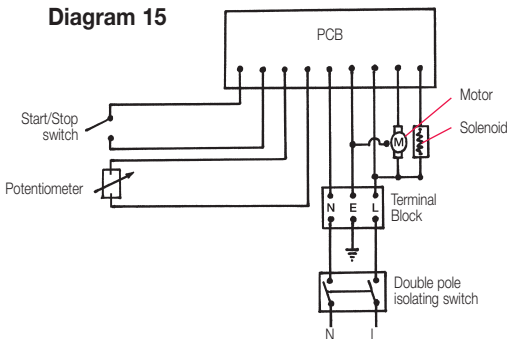 Diagram 15
PCB
Motor
Start/Stop
switch
M
Solenoid
Potentiometer
N E L
Terminal
Block
Double pole
isolating switch
N L